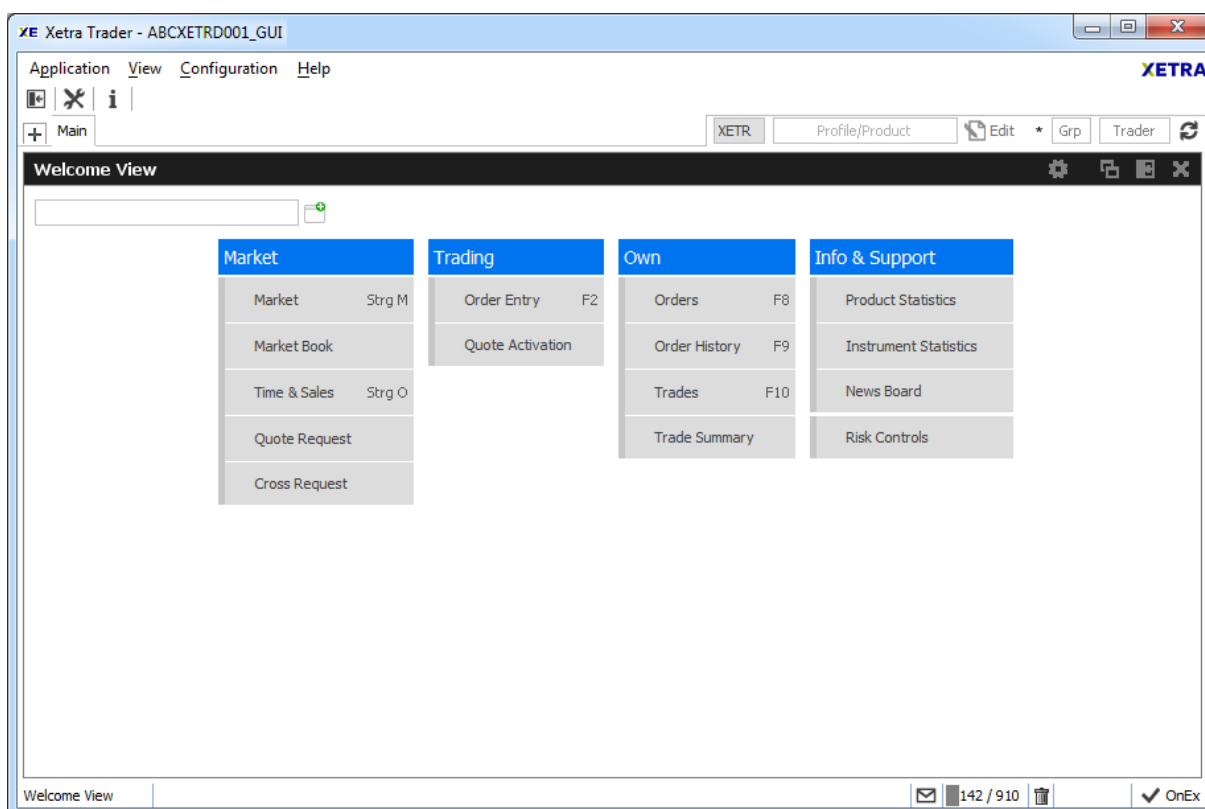 XE Xetra Trader - ABCXETRD001_GUI
Application View Configuration Help
XETRA
Main
XETR Profile/Product Edit * Grp Trader
Welcome View
Market
Market Strg M
Market Book
Time & Sales Strg O
Quote Request
Cross Request
Trading
Order Entry F2
Quote Activation
Own
Orders F8
Order History F9
Trades F10
Trade Summary
Info & Support
Product Statistics
Instrument Statistics
News Board
Risk Controls
Welcome View
142 / 910
OnEx